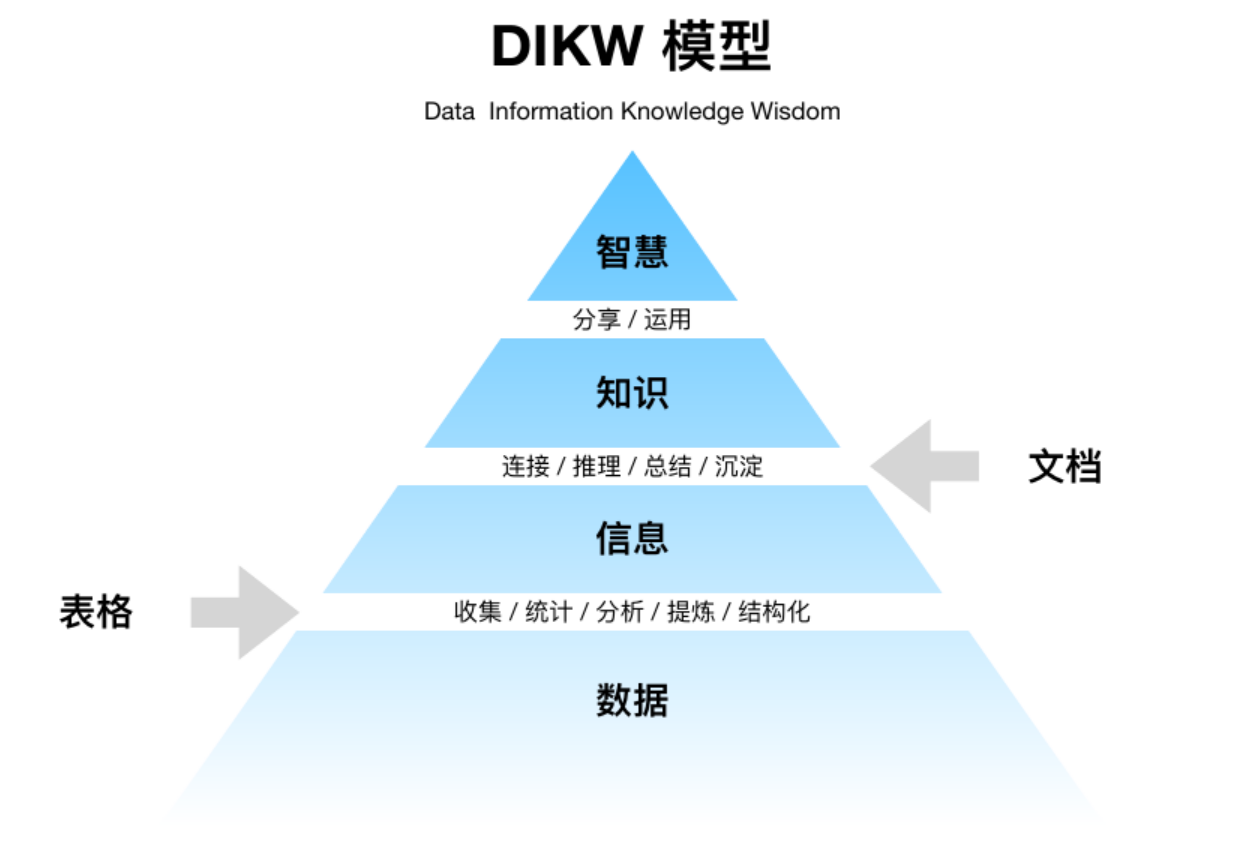 DIKW 模型
Data  Information Knowledge Wisdom
智慧
分享 / 运用
知识
连接 / 推理 / 总结 / 沉淀
文档
信息
表格
收集 / 统计 / 分析 / 提炼 / 结构化
数据